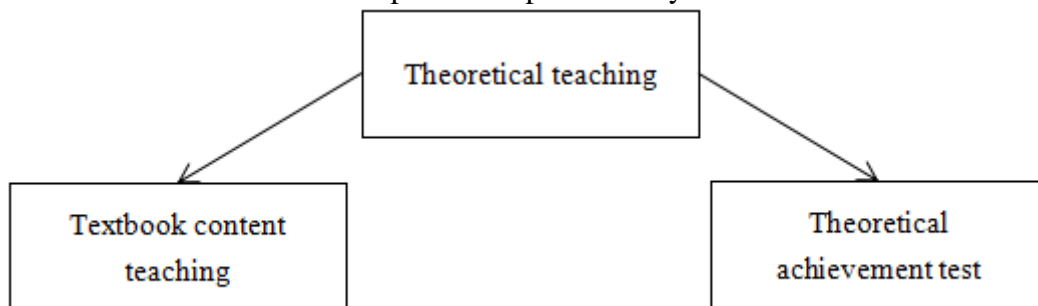 Theoretical teaching
Textbook content
teaching
Theoretical
achievement test